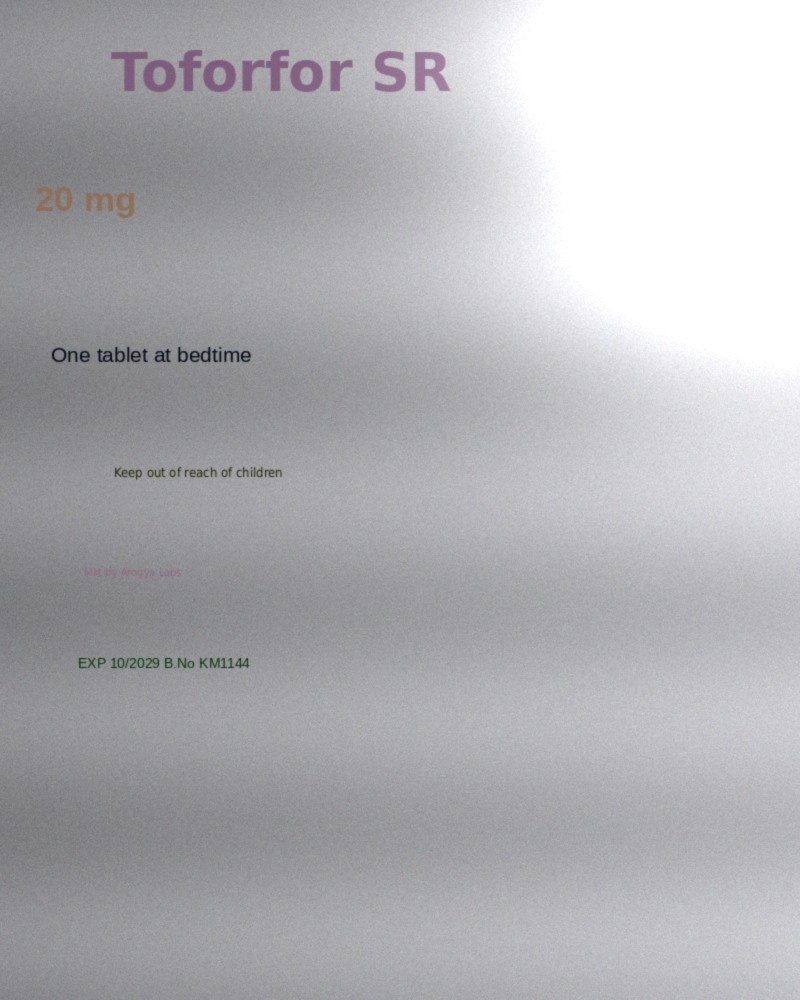 Toforfor SR
20 mg
One tablet at bedtime
Keep out of reach of children
EXP 10/2029 B.No KM1144